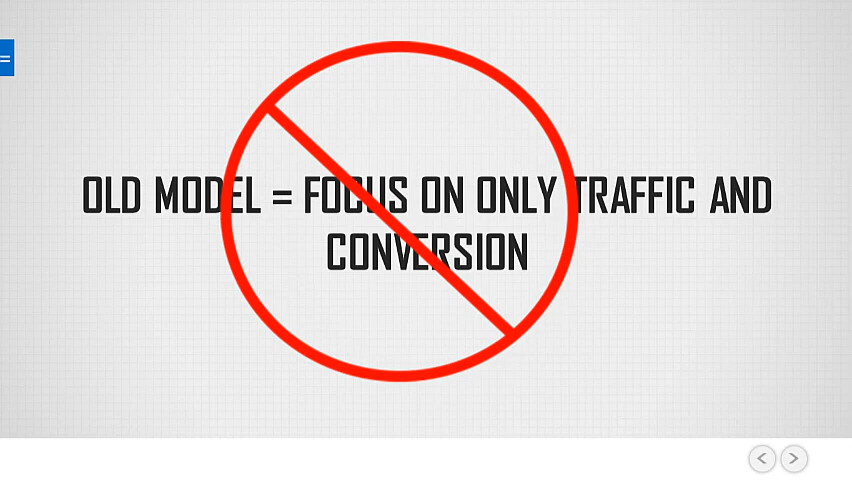 OLD MODEL = FOCUS ON ONLY TRAFFIC AND
CONVERSION